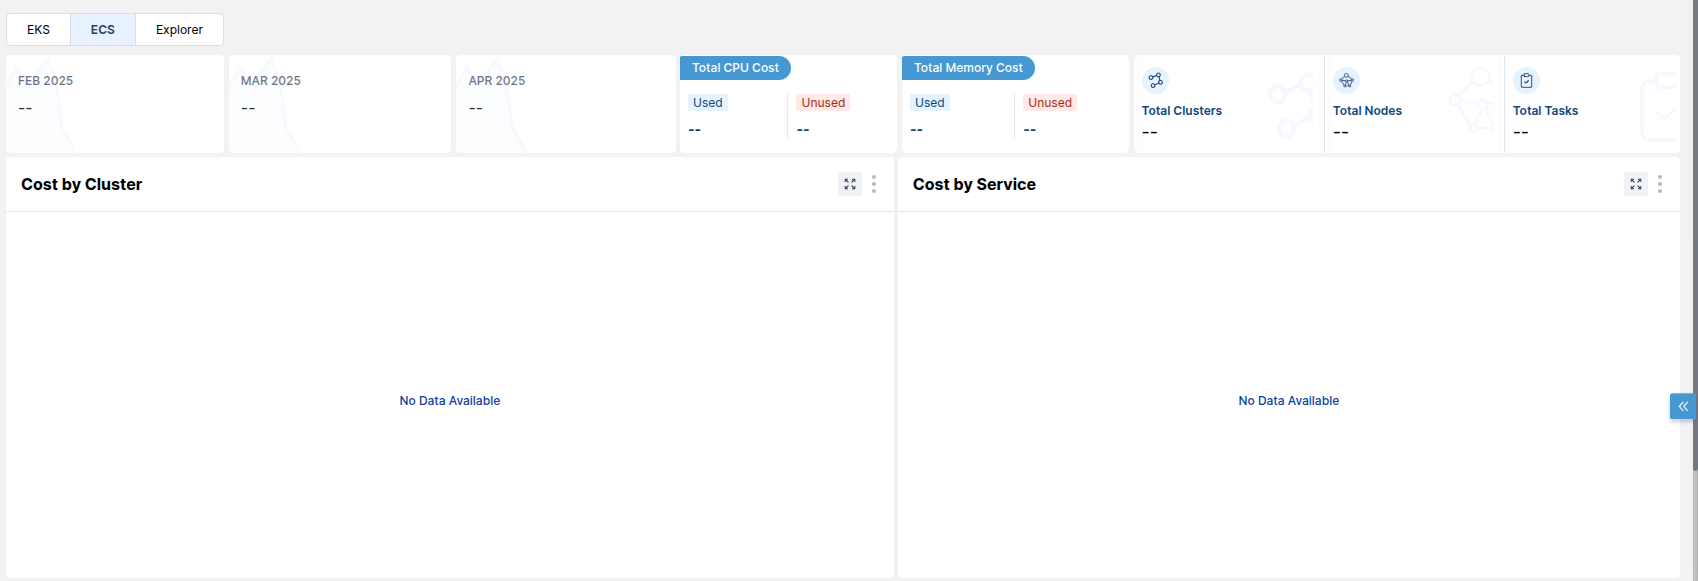 EKS
ECS
Explorer
FEB 2025
--
MAR 2025
--
APR 2025
--
Total CPU Cost
Used
--
Unused
--
Total Memory Cost
Used
--
Unused
--
Total Clusters
--
Total Nodes
--
Total Tasks
--
Cost by Cluster
No Data Available
Cost by Service
No Data Available